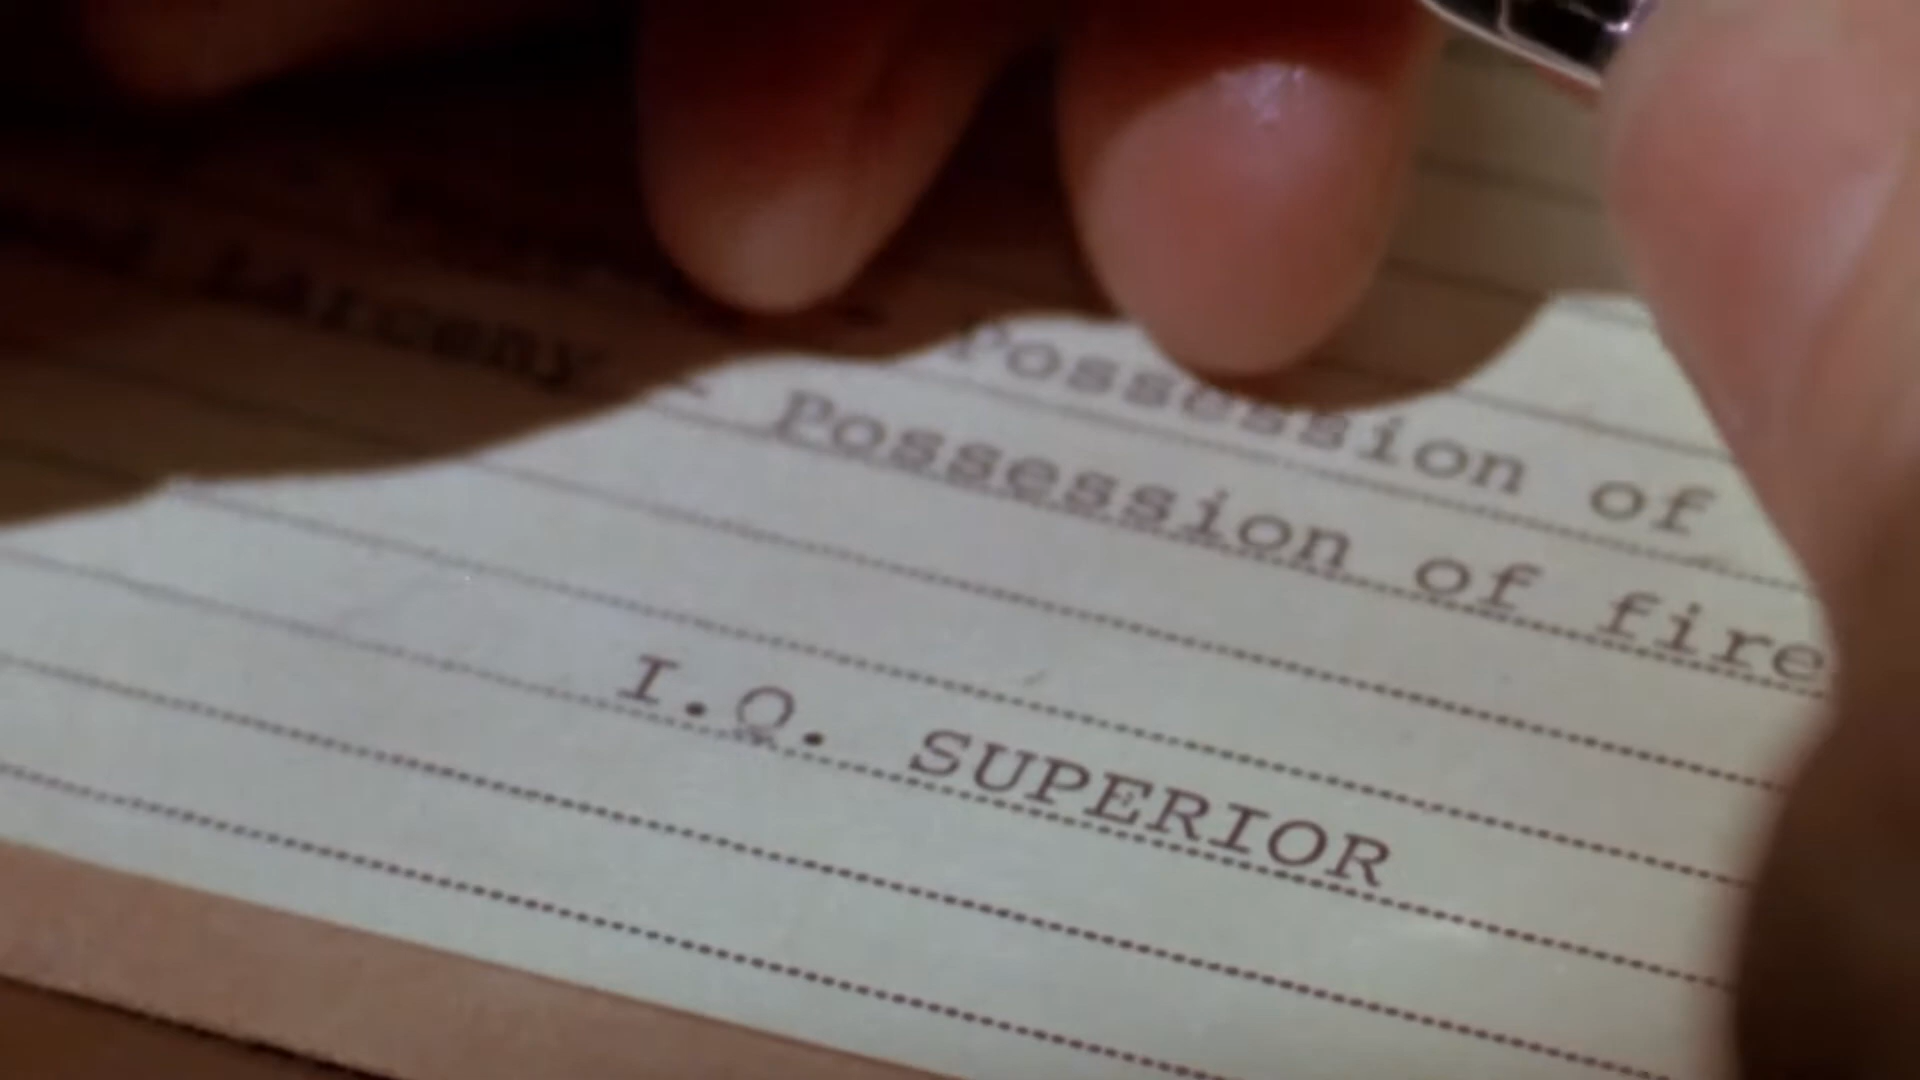 Possession of
Larceny - Possession of fire
I.Q. SUPERIOR